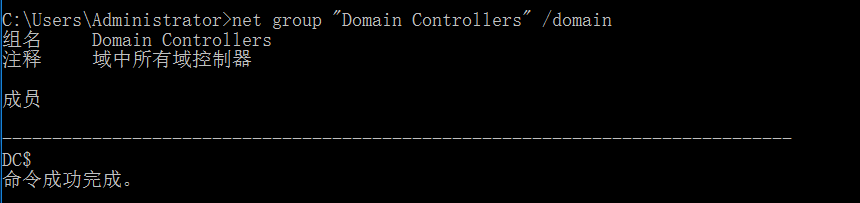 C:\Users\Administrator>net group "Domain Controllers" /domain
组名     Domain Controllers
注释     域中所有域控制器
成员
-------------------------------------------------------------------------------
DC$
命令成功完成。